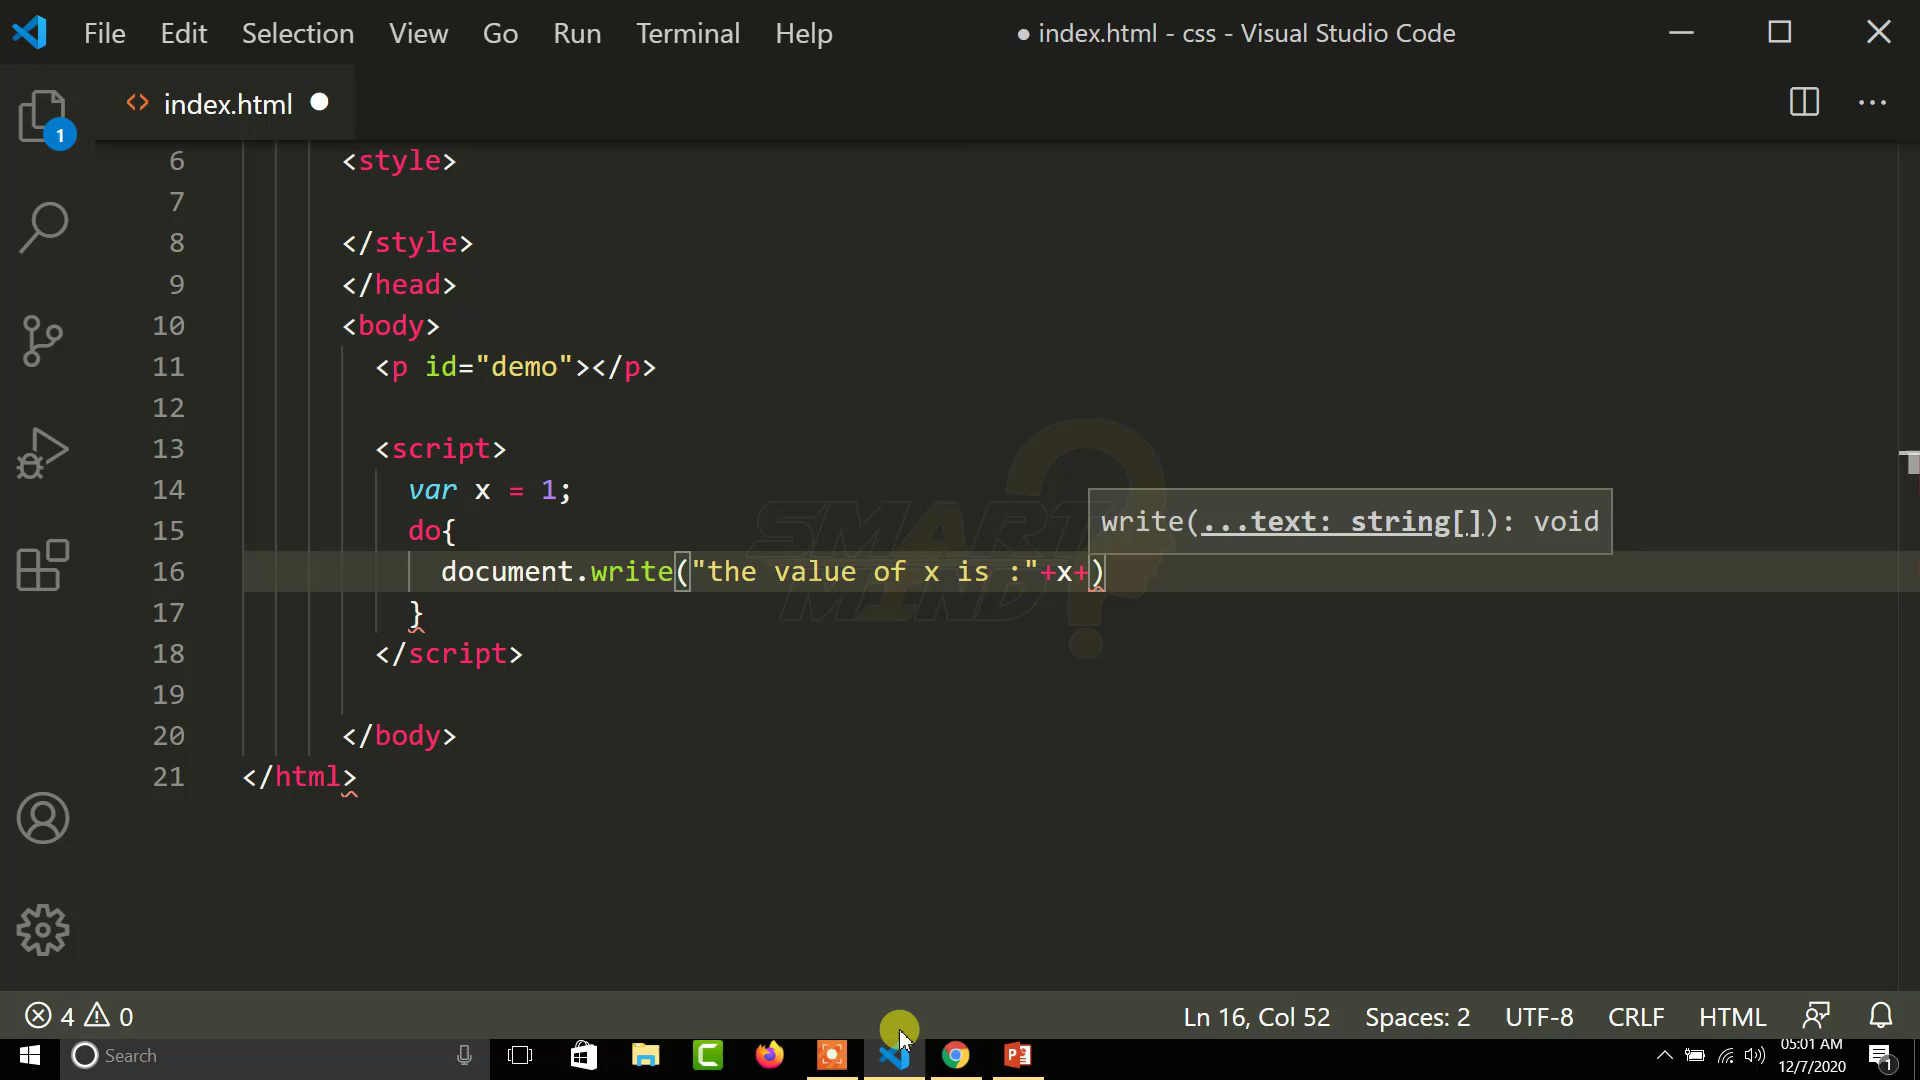 File Edit Selection View Go Run Terminal Help ● index.html - css - Visual Studio Code
<> index.html
1
6 <style>
7
8 </style>
9 </head>
10 <body>
11 <p id="demo"></p>
12
13 <script>
14 var x = 1;
15 do{
write(...text: string[]): void
16 document.write("the value of x is :"+x+)
17 }
18 </script>
19
20 </body>
21 </html>
SMART
MIND
4 0 Ln 16, Col 52 Spaces: 2 UTF-8 CRLF HTML
Search 05:01 AM
12/7/2020
1